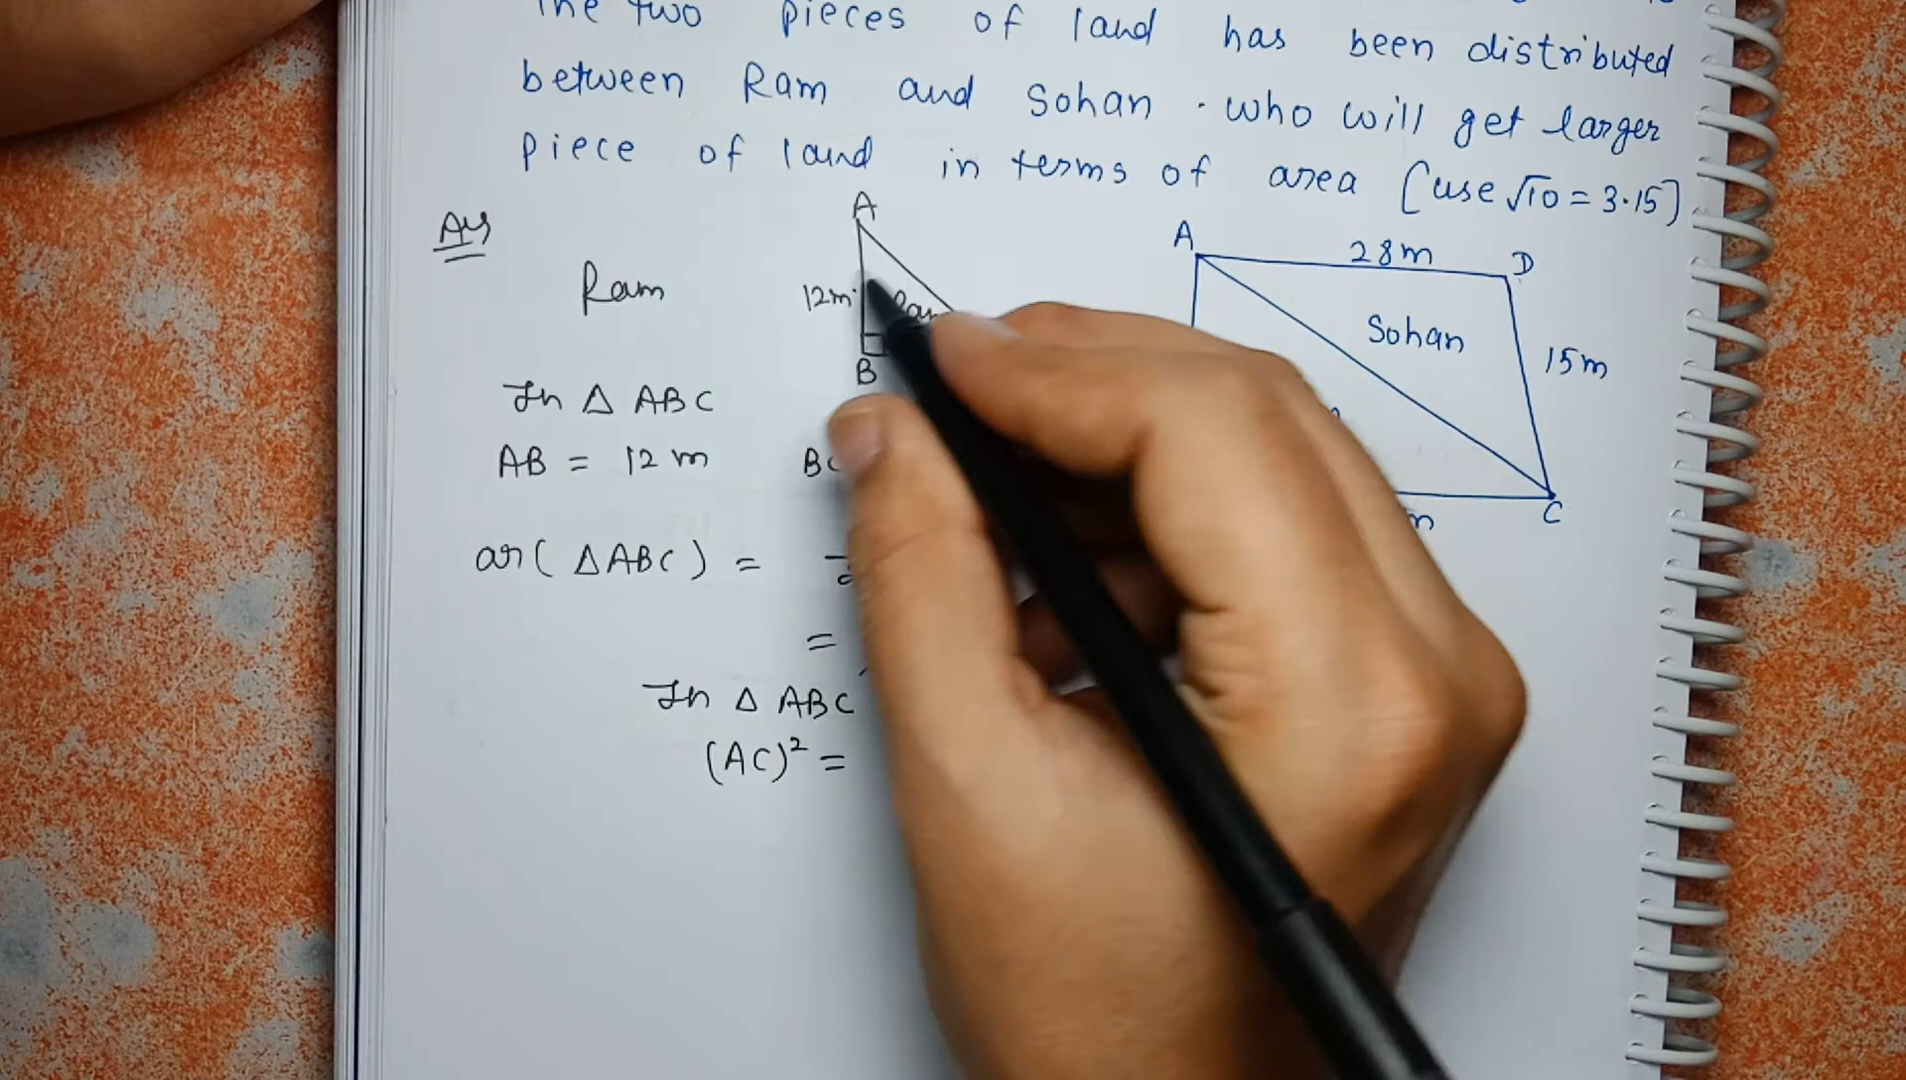 The two pieces of land has been distributed
between Ram and Sohan . who will get larger
piece of land in terms of area [use √10 = 3.15]
Ans
A
Ram
12m
B
A
28m
D
Sohan
15m
m
C
In Δ ABC
AB = 12 m
ar( ΔABC ) =
=
In Δ ABC
(AC)² =